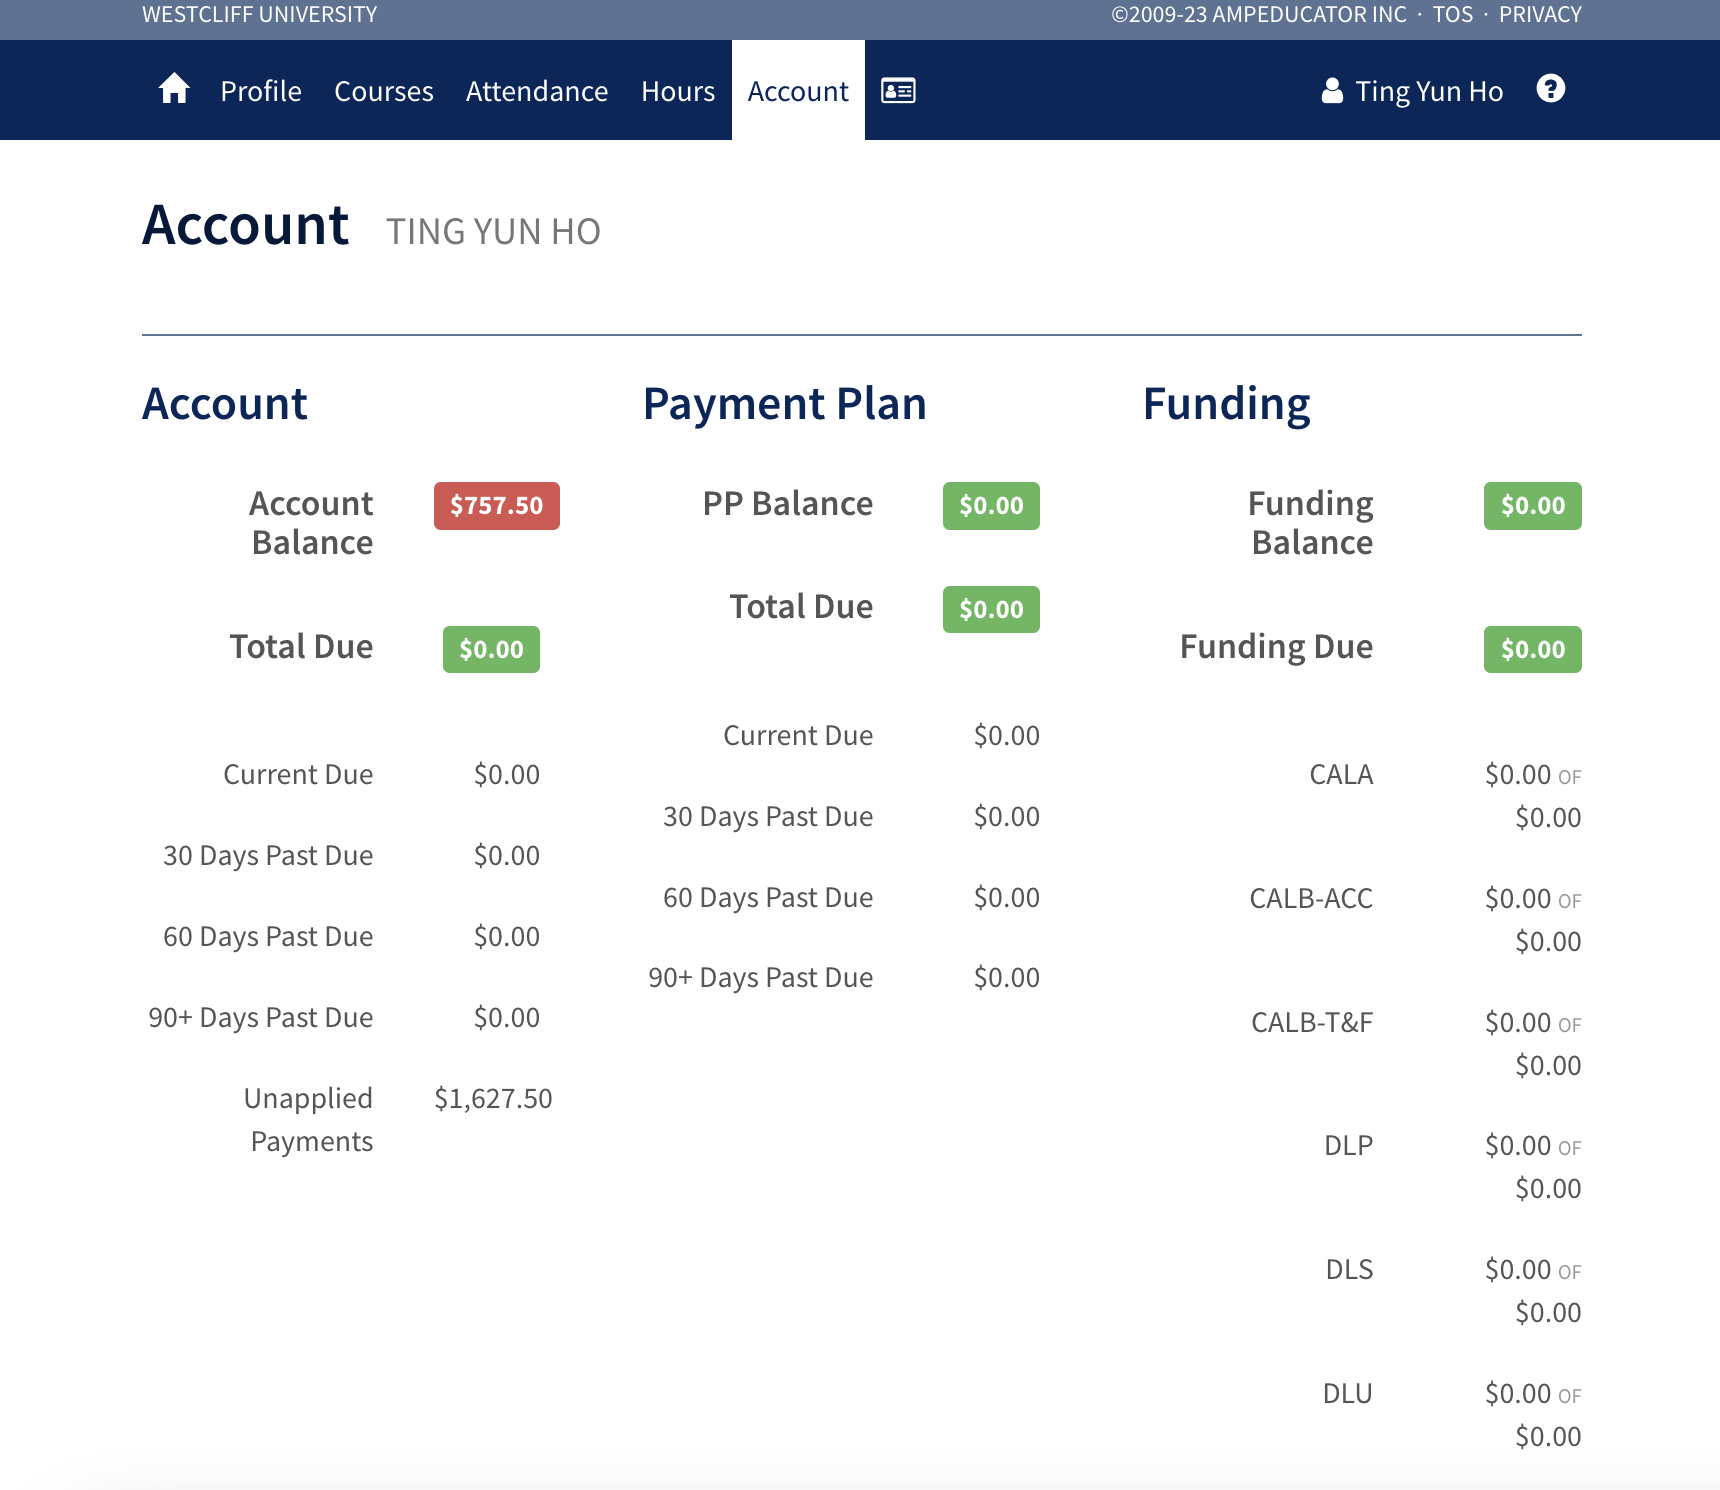 WESTCLIFF UNIVERSITY
©2009-23 AMPEDUCATOR INC · TOS · PRIVACY
Profile Courses Attendance Hours Account Ting Yun Ho ?
Account TING YUN HO
Account
Account Balance $757.50
Total Due $0.00
Current Due $0.00
30 Days Past Due $0.00
60 Days Past Due $0.00
90+ Days Past Due $0.00
Unapplied Payments $1,627.50
Payment Plan
PP Balance $0.00
Total Due $0.00
Current Due $0.00
30 Days Past Due $0.00
60 Days Past Due $0.00
90+ Days Past Due $0.00
Funding
Funding Balance $0.00
Funding Due $0.00
CALA $0.00 OF
$0.00
CALB-ACC $0.00 OF
$0.00
CALB-T&F $0.00 OF
$0.00
DLP $0.00 OF
$0.00
DLS $0.00 OF
$0.00
DLU $0.00 OF
$0.00